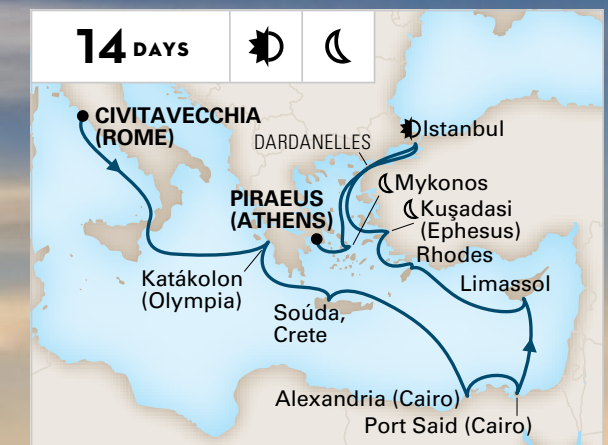 14 DAYS
CIVITAVECCHIA
(ROME)
DARDANELLES
Istanbul
Mykonos
PIRAEUS
(ATHENS)
Kuşadasi
(Ephesus)
Rhodes
Katákolon
(Olympia)
Limassol
Soúda,
Crete
Alexandria (Cairo)
Port Said (Cairo)